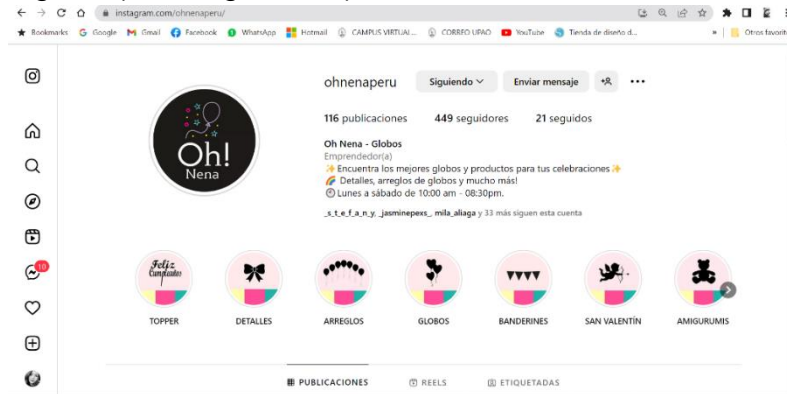 instagram.com/ohnenaperu/
Bookmarks Google Gmail Facebook WhatsApp Hotmail CAMPUS VIRTUAL... CORREO UPAO YouTube Tienda de diseño d... » Otros favorit
ohnenaperu Siguiendo Enviar mensaje
116 publicaciones 449 seguidores 21 seguidos
Oh Nena - Globos
Emprendedor(a)
✨Encuentra los mejores globos y productos para tus celebraciones✨
🌈 Detalles, arreglos de globos y mucho más!
🕙Lunes a sábado de 10:00 am - 08:30pm.
_s_t_e_f_a_n_y, jasminepexs_, mila_aliaga y 33 más siguen esta cuenta
Oh!
Nena
10
Feliz
Cumpleaños
TOPPER DETALLES ARREGLOS GLOBOS BANDERINES SAN VALENTÍN AMIGURUMIS
PUBLICACIONES REELS ETIQUETADAS